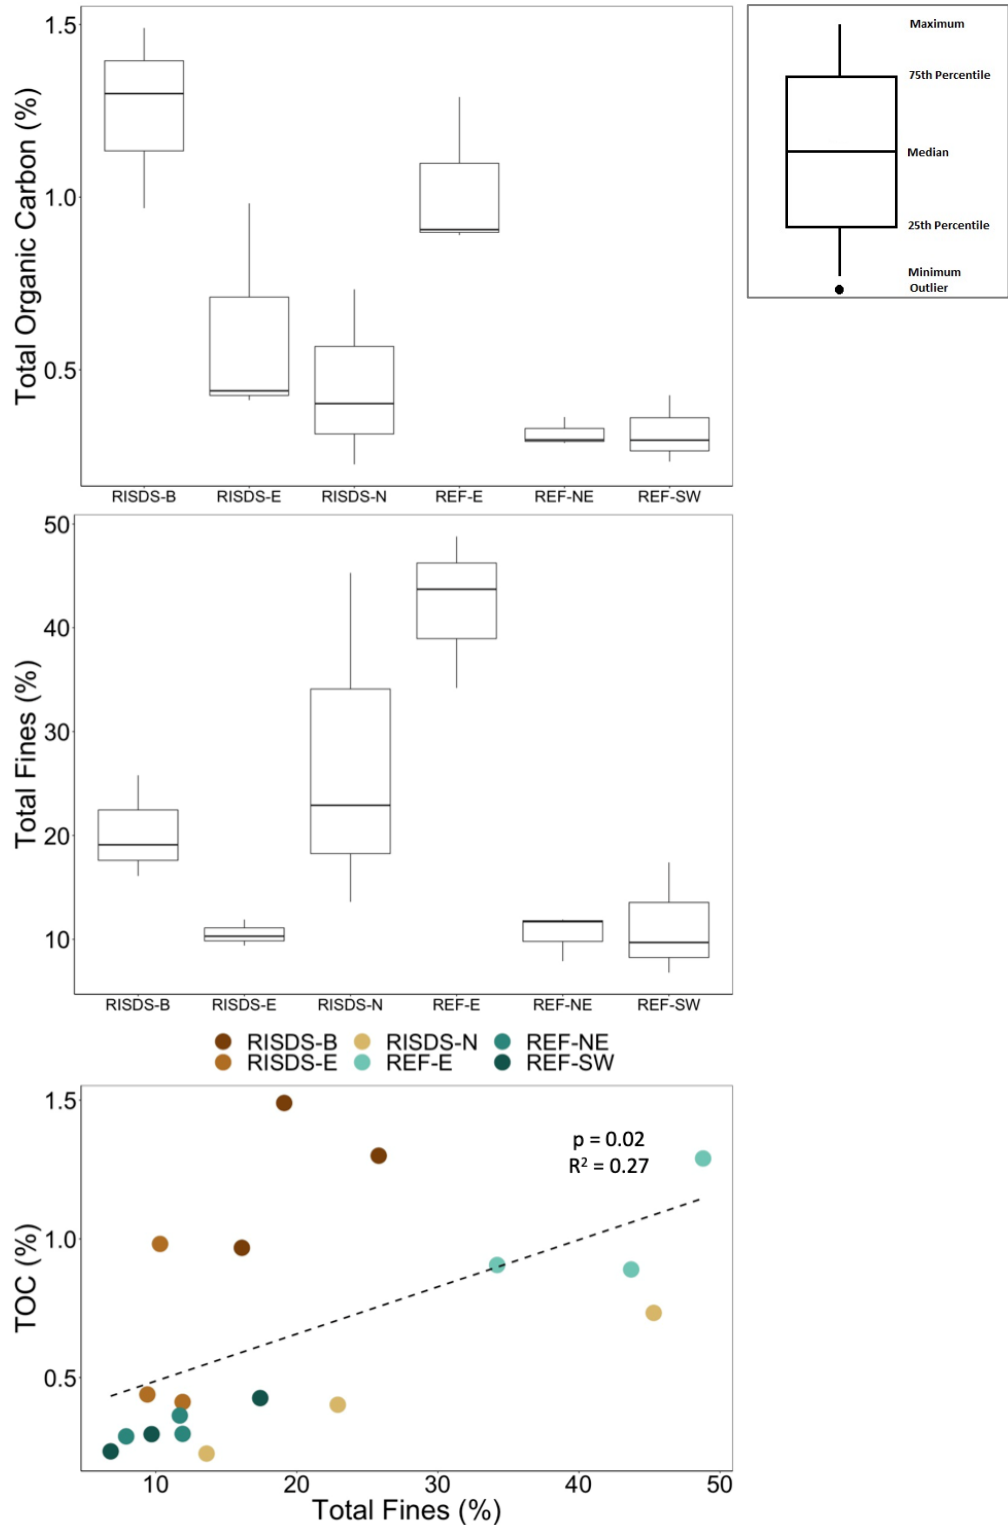 Total Organic Carbon (%)
1.5
1.0
0.5
RISDS-B RISDS-E RISDS-N REF-E REF-NE REF-SW
Maximum
75th Percentile
Median
25th Percentile
Minimum
Outlier
Total Fines (%)
50
40
30
20
10
RISDS-B RISDS-E RISDS-N REF-E REF-NE REF-SW
RISDS-B RISDS-N REF-NE
RISDS-E REF-E REF-SW
TOC (%)
1.5
1.0
0.5
p = 0.02
R² = 0.27
10 20 30 40 50
Total Fines (%)